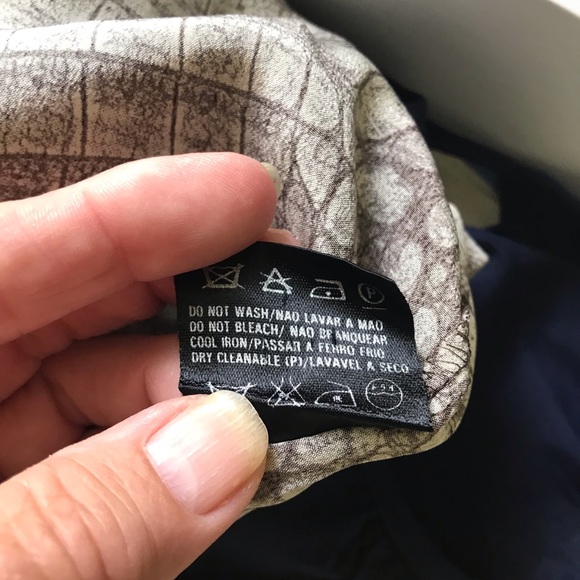 P
DO NOT WASH/NAO LAVAR A MAO
DO NOT BLEACH/ NAO BRANQUEAR
COOL IRON/PASSAR A FERRO FRIO
DRY CLEANABLE (P)/LAVAVEL A SECO